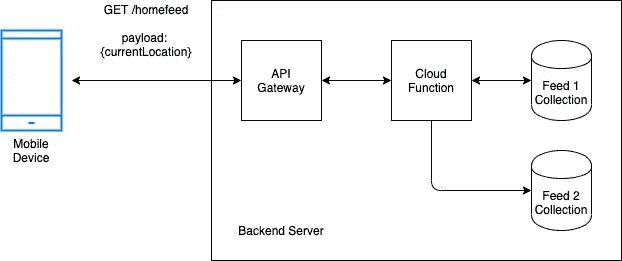 GET /homefeed
payload:
{currentLocation}
Mobile
Device
API
Gateway
Cloud
Function
Feed 1
Collection
Feed 2
Collection
Backend Server